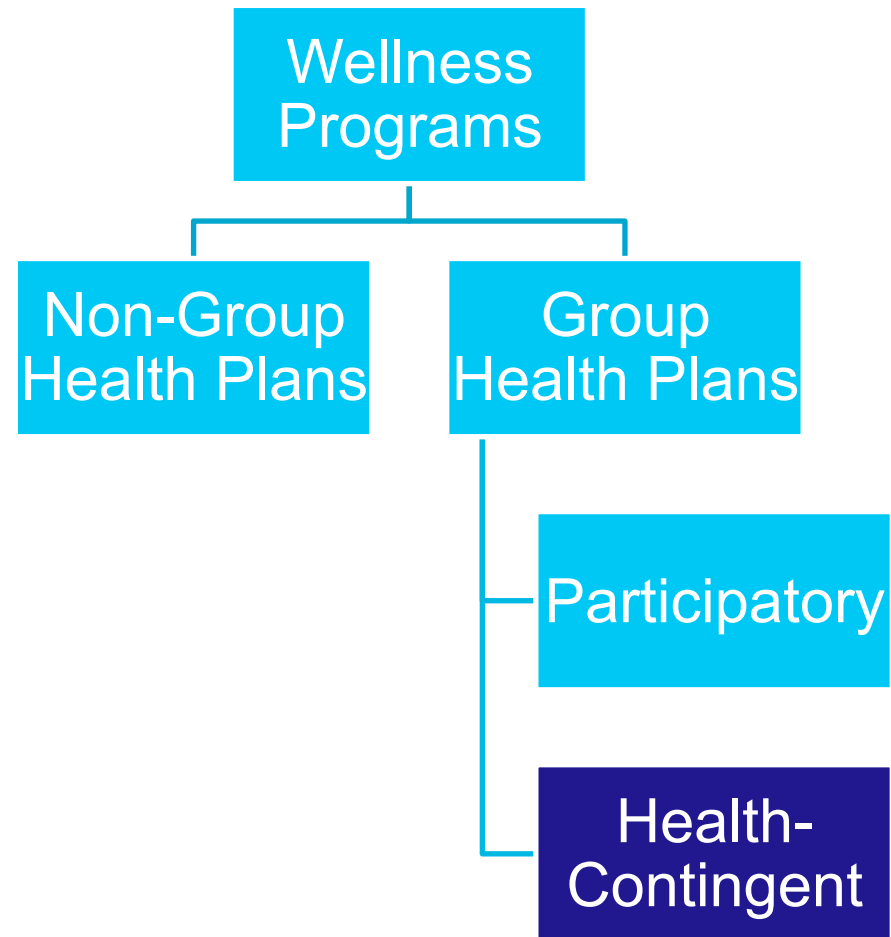 Wellness
Programs
Non-Group
Health Plans
Group
Health Plans
Participatory
Health-
Contingent